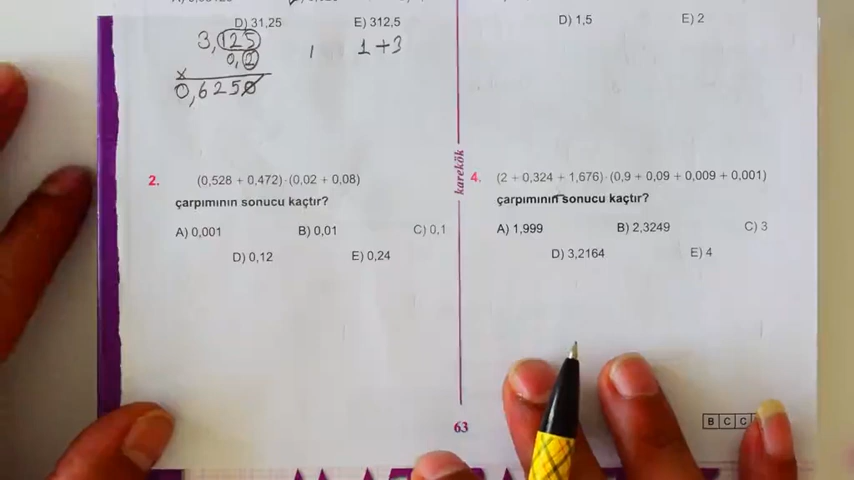 D) 31,25 E) 312,5
3,125
0,2
x
0,6250
1 1+3
2. (0,528 + 0,472)·(0,02 + 0,08)
çarpımının sonucu kaçtır?
A) 0,001 B) 0,01 C) 0,1
D) 0,12 E) 0,24
karekök
D) 1,5 E) 2
4. (2 + 0,324 + 1,676)·(0,9 + 0,09 + 0,009 + 0,001)
çarpımının sonucu kaçtır?
A) 1,999 B) 2,3249 C) 3
D) 3,2164 E) 4
63
B C C